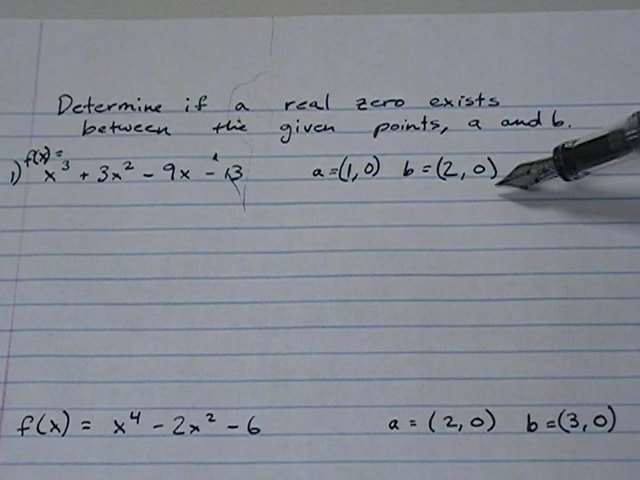 Determine if a real zero exists
between the given points, a and b.
f(x) =
1) x³ + 3x² - 9x - 13 a = (1, 0) b = (2, 0)
f(x) = x⁴ - 2x² - 6 a = (2, 0) b = (3, 0)